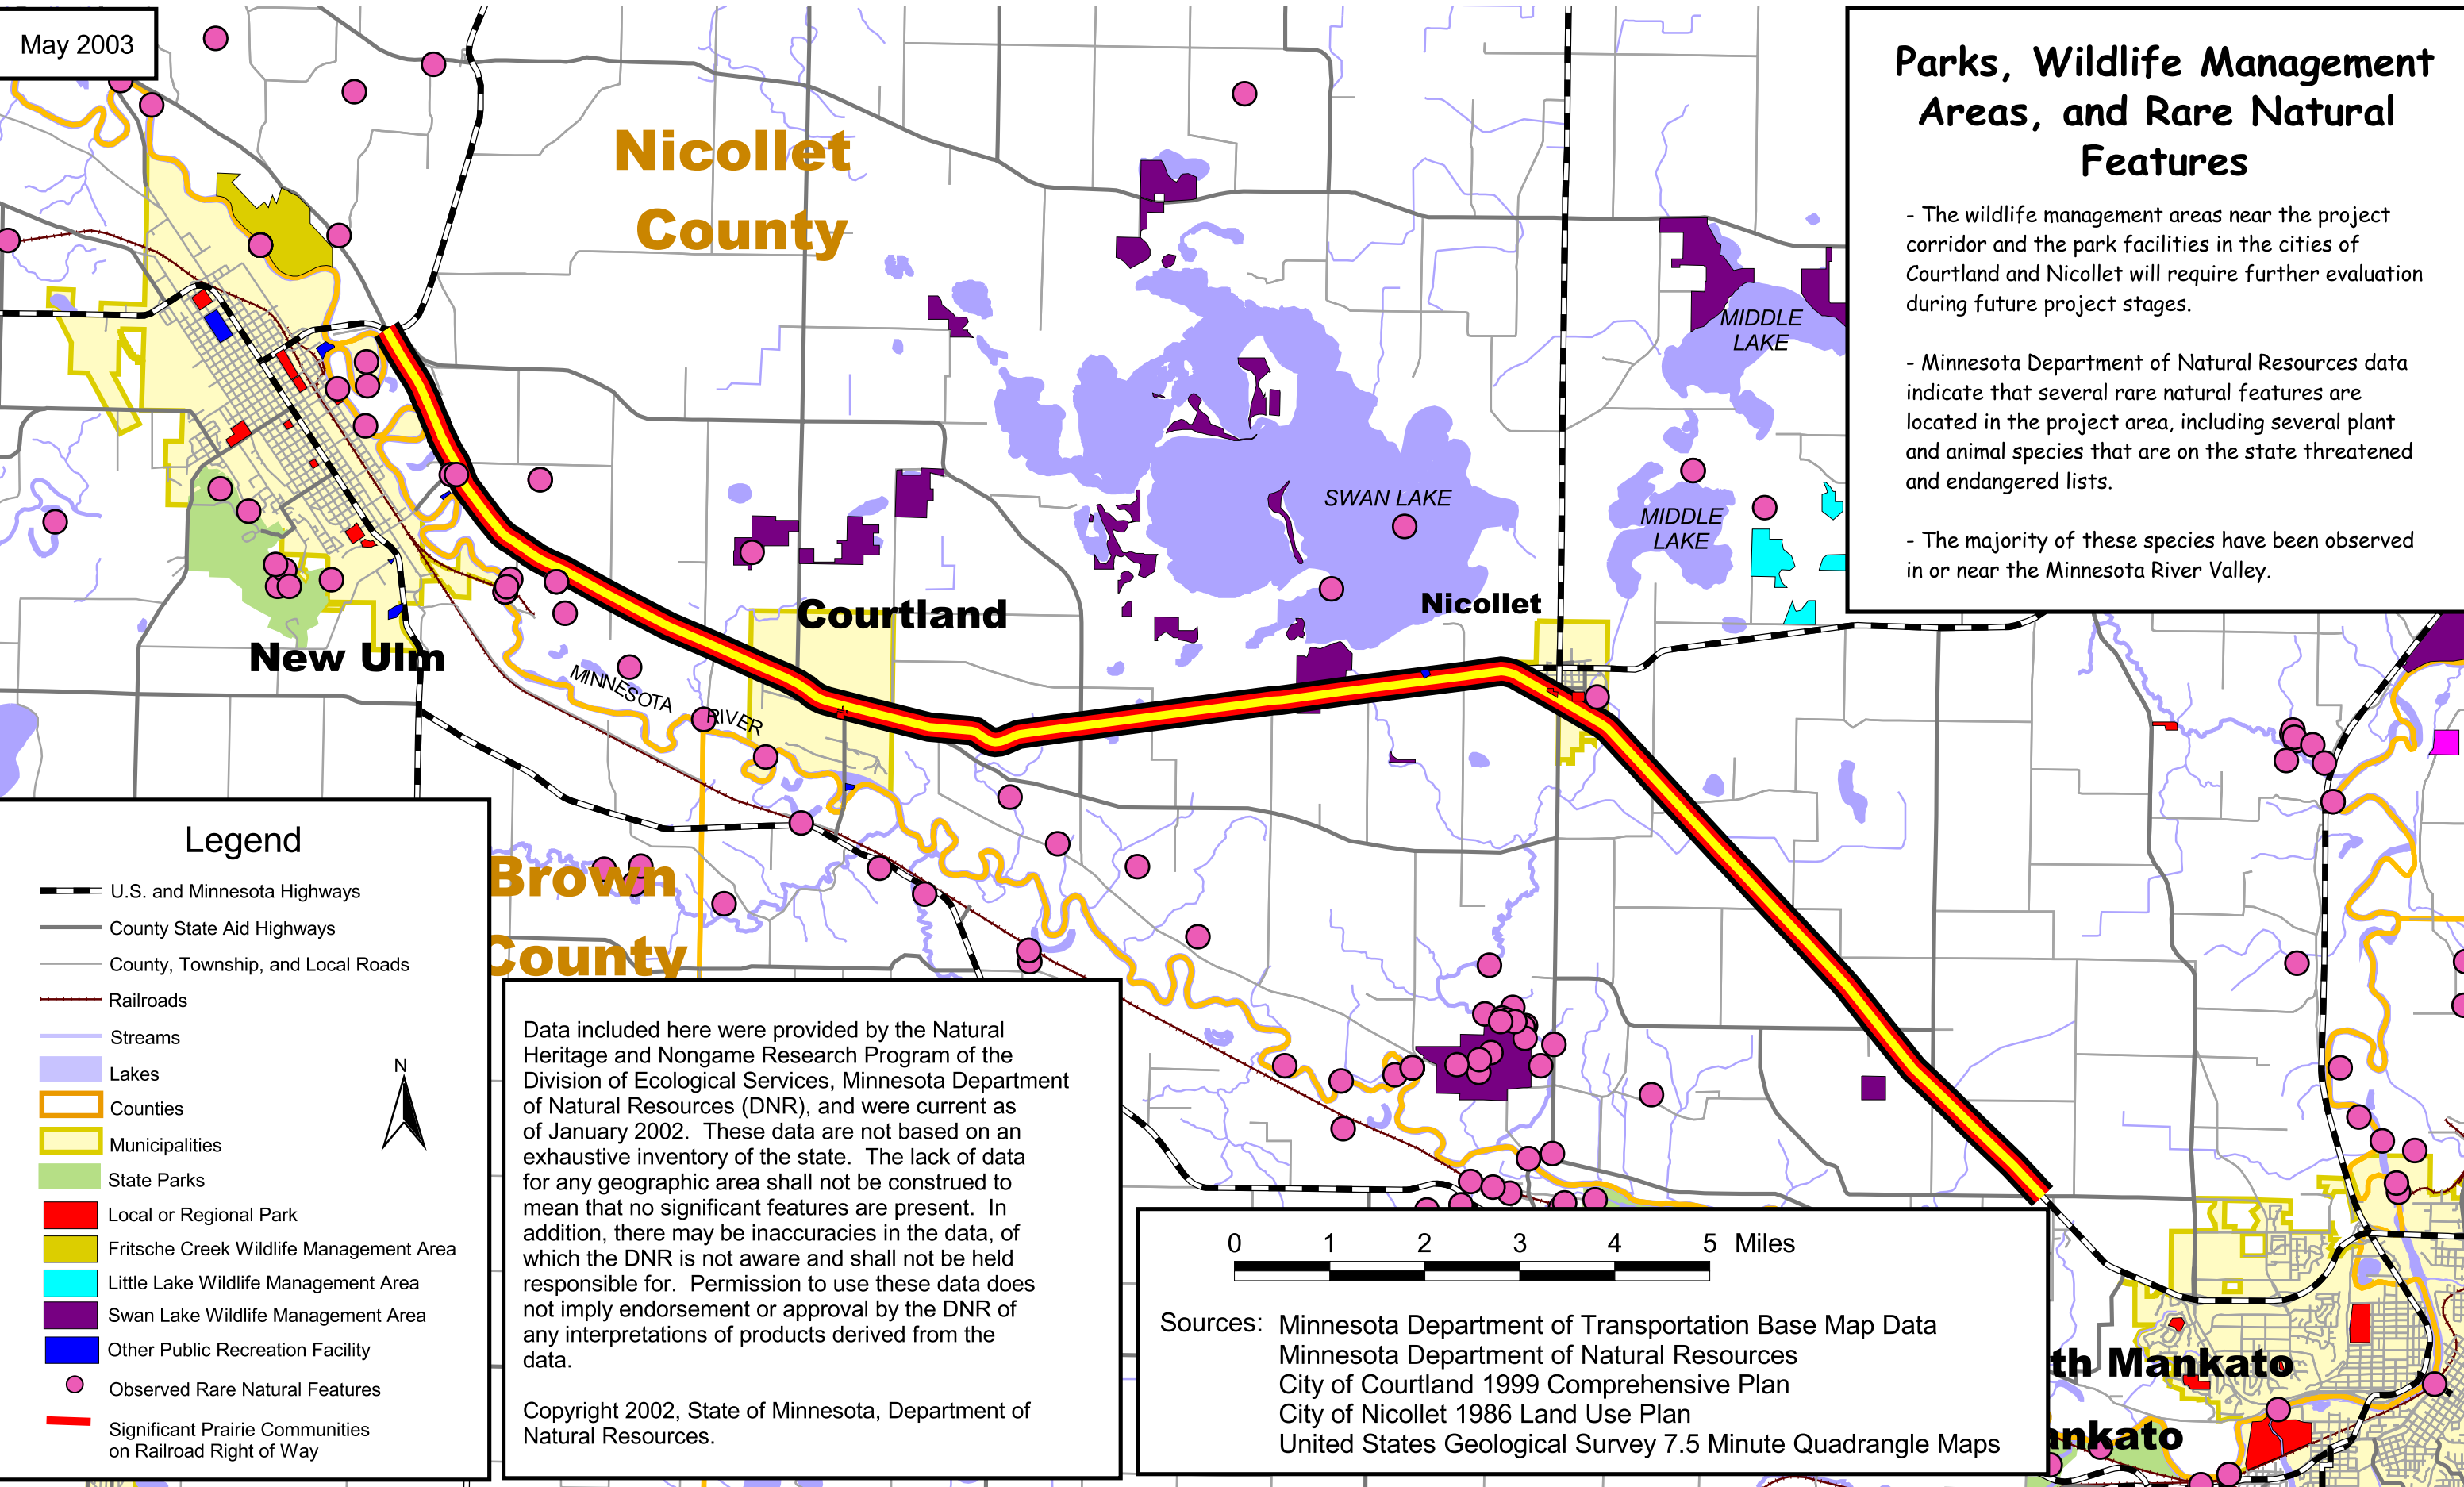 May 2003
Parks, Wildlife Management
Areas, and Rare Natural
Features
- The wildlife management areas near the project
corridor and the park facilities in the cities of
Courtland and Nicollet will require further evaluation
during future project stages.
- Minnesota Department of Natural Resources data
indicate that several rare natural features are
located in the project area, including several plant
and animal species that are on the state threatened
and endangered lists.
- The majority of these species have been observed
in or near the Minnesota River Valley.
Nicollet
County
MIDDLE
LAKE
SWAN LAKE
MIDDLE
LAKE
Nicollet
Courtland
New Ulm
MINNESOTA RIVER
Brown
County
Legend
U.S. and Minnesota Highways
County State Aid Highways
County, Township, and Local Roads
Railroads
Streams
Lakes
Counties
Municipalities
State Parks
Local or Regional Park
Fritsche Creek Wildlife Management Area
Little Lake Wildlife Management Area
Swan Lake Wildlife Management Area
Other Public Recreation Facility
Observed Rare Natural Features
Significant Prairie Communities
on Railroad Right of Way
N
Data included here were provided by the Natural
Heritage and Nongame Research Program of the
Division of Ecological Services, Minnesota Department
of Natural Resources (DNR), and were current as
of January 2002.  These data are not based on an
exhaustive inventory of the state.  The lack of data
for any geographic area shall not be construed to
mean that no significant features are present.  In
addition, there may be inaccuracies in the data, of
which the DNR is not aware and shall not be held
responsible for.  Permission to use these data does
not imply endorsement or approval by the DNR of
any interpretations of products derived from the
data.
Copyright 2002, State of Minnesota, Department of
Natural Resources.
0 1 2 3 4 5 Miles
Sources: Minnesota Department of Transportation Base Map Data
Minnesota Department of Natural Resources
City of Courtland 1999 Comprehensive Plan
City of Nicollet 1986 Land Use Plan
United States Geological Survey 7.5 Minute Quadrangle Maps
th Mankato
ankato